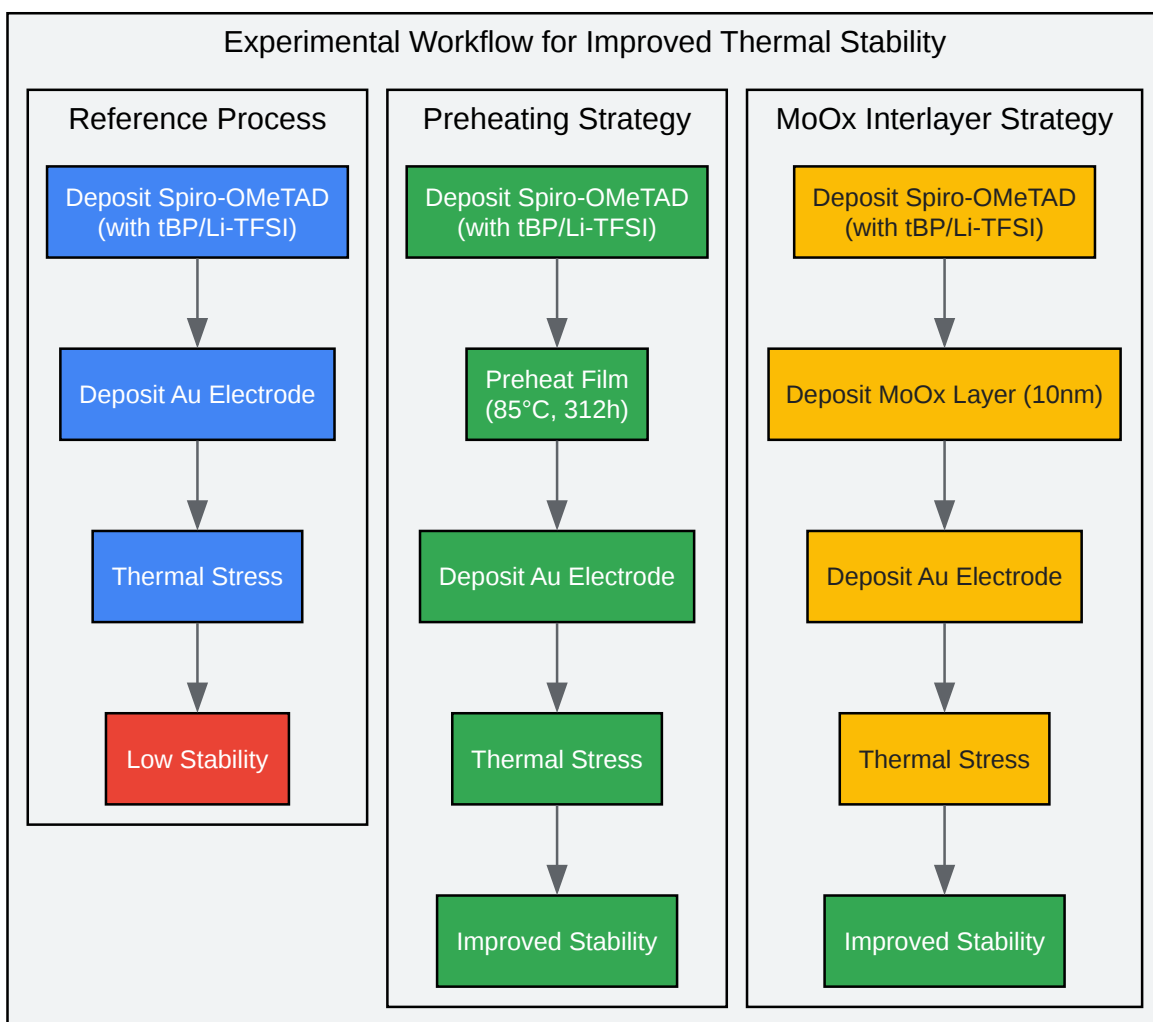 Experimental Workflow for Improved Thermal Stability
Reference Process
Deposit Spiro-OMeTAD
(with tBP/Li-TFSI)
Deposit Au Electrode
Thermal Stress
Low Stability
Preheating Strategy
Deposit Spiro-OMeTAD
(with tBP/Li-TFSI)
Preheat Film
(85°C, 312h)
Deposit Au Electrode
Thermal Stress
Improved Stability
MoOx Interlayer Strategy
Deposit Spiro-OMeTAD
(with tBP/Li-TFSI)
Deposit MoOx Layer (10nm)
Deposit Au Electrode
Thermal Stress
Improved Stability